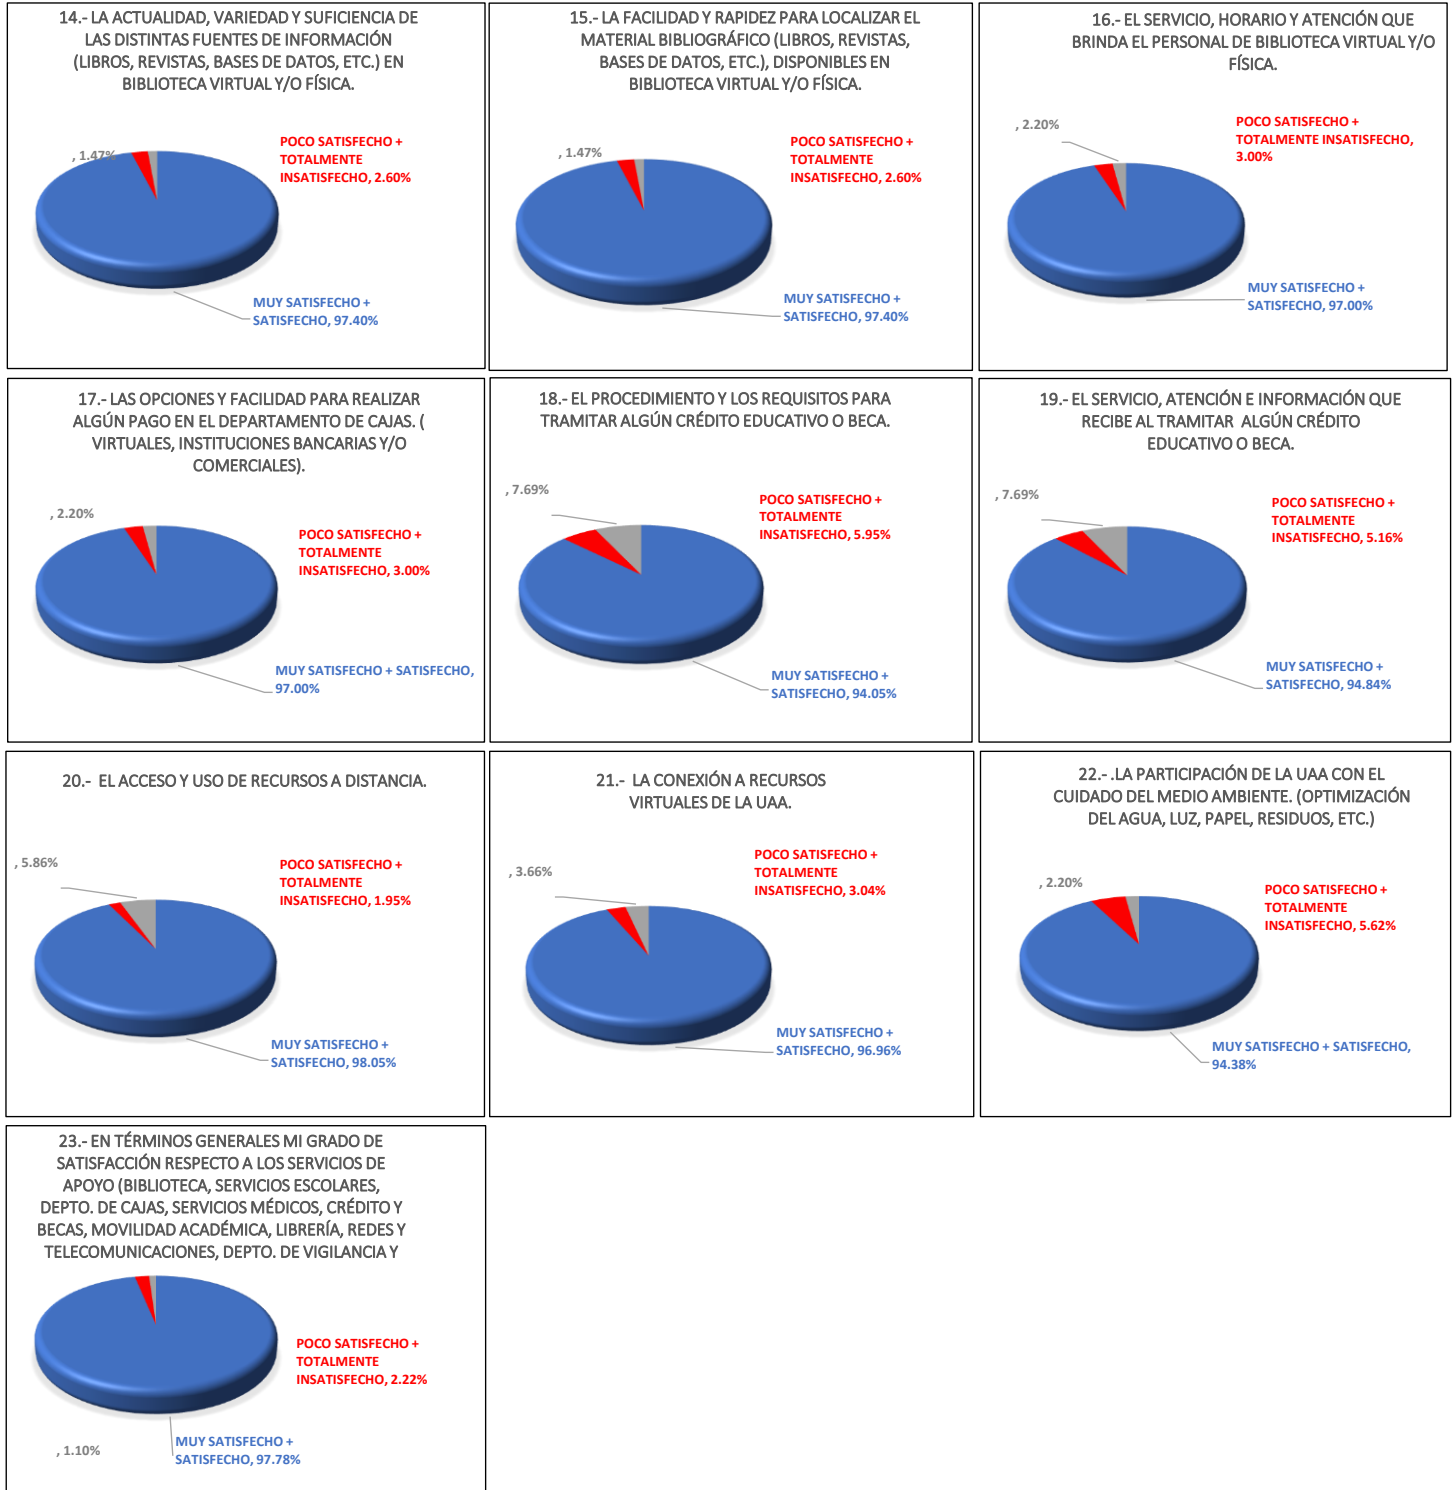 14.- LA ACTUALIDAD, VARIEDAD Y SUFICIENCIA DE
LAS DISTINTAS FUENTES DE INFORMACIÓN
(LIBROS, REVISTAS, BASES DE DATOS, ETC.) EN
BIBLIOTECA VIRTUAL Y/O FÍSICA.
, 1.47%
POCO SATISFECHO +
TOTALMENTE
INSATISFECHO, 2.60%
MUY SATISFECHO +
SATISFECHO, 97.40%
15.- LA FACILIDAD Y RAPIDEZ PARA LOCALIZAR EL
MATERIAL BIBLIOGRÁFICO (LIBROS, REVISTAS,
BASES DE DATOS, ETC.), DISPONIBLES EN
BIBLIOTECA VIRTUAL Y/O FÍSICA.
, 1.47%
POCO SATISFECHO +
TOTALMENTE
INSATISFECHO, 2.60%
MUY SATISFECHO +
SATISFECHO, 97.40%
16.- EL SERVICIO, HORARIO Y ATENCIÓN QUE
BRINDA EL PERSONAL DE BIBLIOTECA VIRTUAL Y/O
FÍSICA.
, 2.20%
POCO SATISFECHO +
TOTALMENTE INSATISFECHO,
3.00%
MUY SATISFECHO +
SATISFECHO, 97.00%
17.- LAS OPCIONES Y FACILIDAD PARA REALIZAR
ALGÚN PAGO EN EL DEPARTAMENTO DE CAJAS. (
VIRTUALES, INSTITUCIONES BANCARIAS Y/O
COMERCIALES).
, 2.20%
POCO SATISFECHO +
TOTALMENTE
INSATISFECHO, 3.00%
MUY SATISFECHO + SATISFECHO,
97.00%
18.- EL PROCEDIMIENTO Y LOS REQUISITOS PARA
TRAMITAR ALGÚN CRÉDITO EDUCATIVO O BECA.
, 7.69%
POCO SATISFECHO +
TOTALMENTE
INSATISFECHO, 5.95%
MUY SATISFECHO +
SATISFECHO, 94.05%
19.- EL SERVICIO, ATENCIÓN E INFORMACIÓN QUE
RECIBE AL TRAMITAR ALGÚN CRÉDITO
EDUCATIVO O BECA.
, 7.69%
POCO SATISFECHO +
TOTALMENTE
INSATISFECHO, 5.16%
MUY SATISFECHO +
SATISFECHO, 94.84%
20.- EL ACCESO Y USO DE RECURSOS A DISTANCIA.
, 5.86%
POCO SATISFECHO +
TOTALMENTE
INSATISFECHO, 1.95%
MUY SATISFECHO +
SATISFECHO, 98.05%
21.- LA CONEXIÓN A RECURSOS
VIRTUALES DE LA UAA.
, 3.66%
POCO SATISFECHO +
TOTALMENTE
INSATISFECHO, 3.04%
MUY SATISFECHO +
SATISFECHO, 96.96%
22.- .LA PARTICIPACIÓN DE LA UAA CON EL
CUIDADO DEL MEDIO AMBIENTE. (OPTIMIZACIÓN
DEL AGUA, LUZ, PAPEL, RESIDUOS, ETC.)
, 2.20%
POCO SATISFECHO +
TOTALMENTE
INSATISFECHO, 5.62%
MUY SATISFECHO + SATISFECHO,
94.38%
23.- EN TÉRMINOS GENERALES MI GRADO DE
SATISFACCIÓN RESPECTO A LOS SERVICIOS DE
APOYO (BIBLIOTECA, SERVICIOS ESCOLARES,
DEPTO. DE CAJAS, SERVICIOS MÉDICOS, CRÉDITO Y
BECAS, MOVILIDAD ACADÉMICA, LIBRERÍA, REDES Y
TELECOMUNICACIONES, DEPTO. DE VIGILANCIA Y
POCO SATISFECHO +
TOTALMENTE
INSATISFECHO, 2.22%
, 1.10%
MUY SATISFECHO +
SATISFECHO, 97.78%